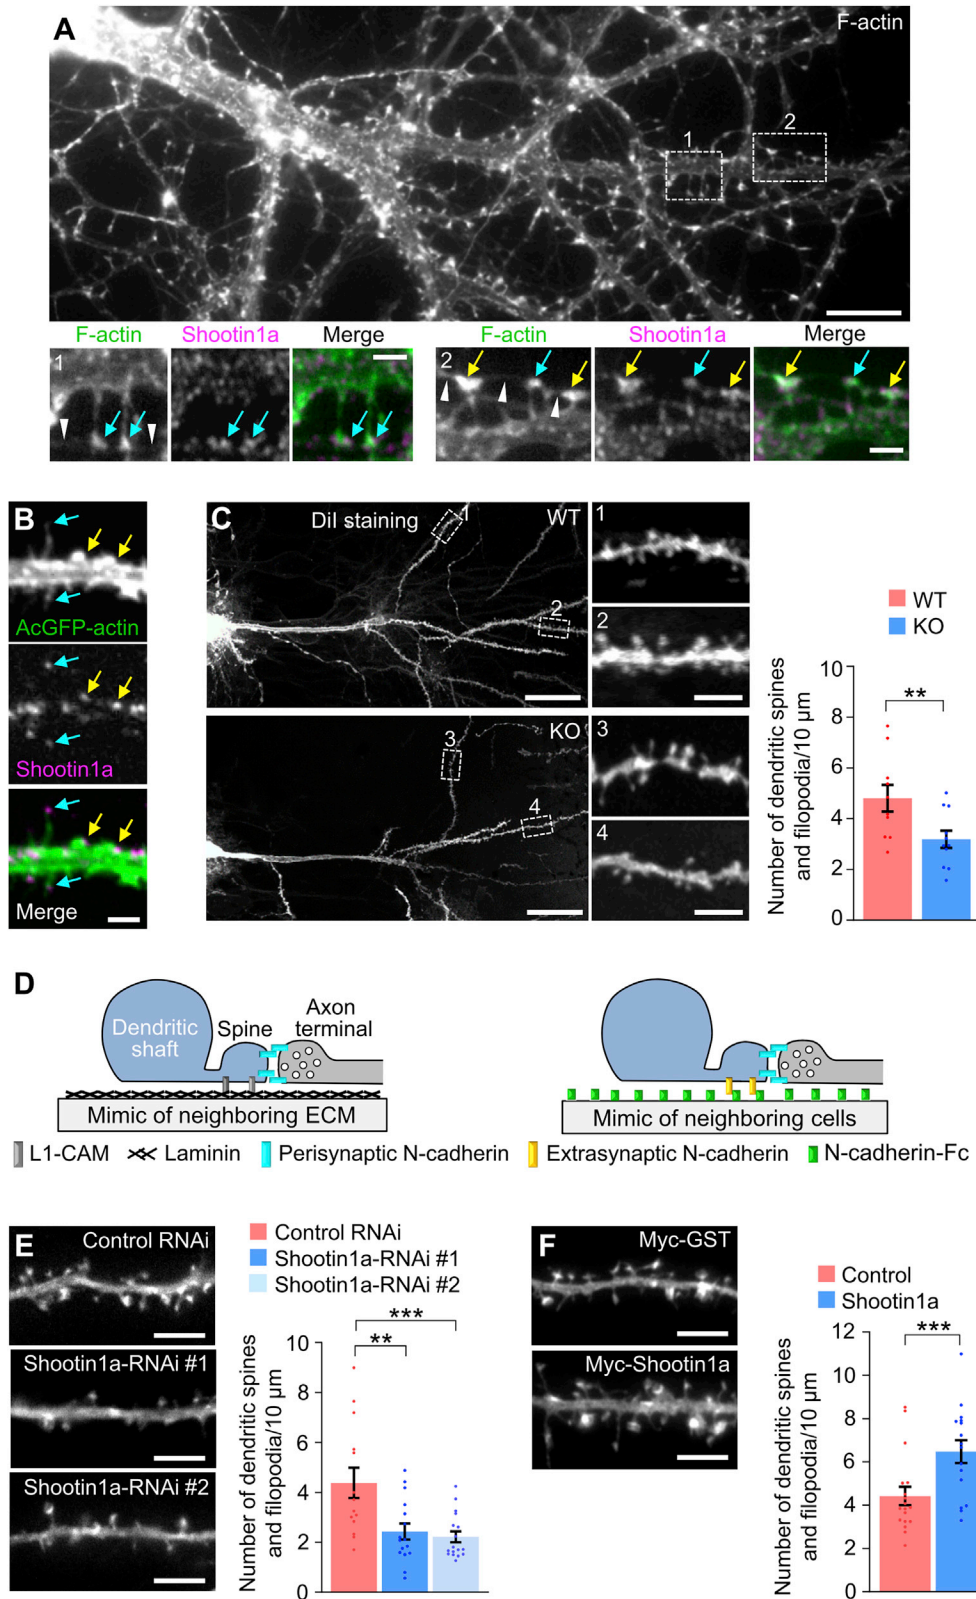 A
F-actin
1
2
F-actin
Shootin1a
Merge
F-actin
Shootin1a
Merge
1
2
B
AcGFP-actin
Shootin1a
Merge
C
DiI staining
WT
1
2
KO
3
4
1
2
3
4
WT
KO
Number of dendritic spines
and filopodia/10 µm
10
8
6
4
2
0
**
D
Dendritic
shaft
Spine
Axon
terminal
Mimic of neighboring ECM
Mimic of neighboring cells
L1-CAM
Laminin
Perisynaptic N-cadherin
Extrasynaptic N-cadherin
N-cadherin-Fc
E
Control RNAi
Shootin1a-RNAi #1
Shootin1a-RNAi #2
Control RNAi
Shootin1a-RNAi #1
Shootin1a-RNAi #2
Number of dendritic spines
and filopodia/10 µm
10
8
6
4
2
0
***
**
F
Myc-GST
Myc-Shootin1a
Control
Shootin1a
Number of dendritic spines
and filopodia/10 µm
12
10
8
6
4
2
0
***